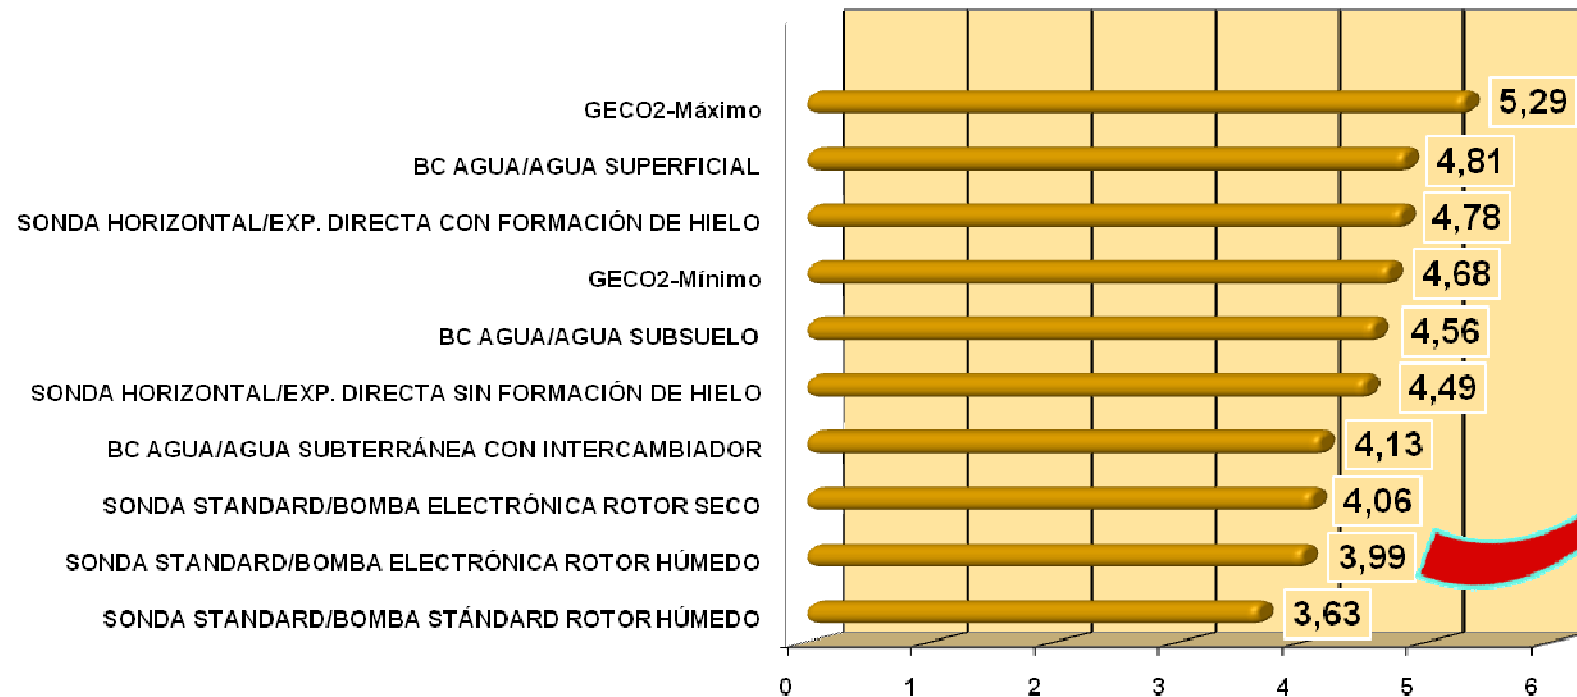 GECO2-Máximo 5,29
BC AGUA/AGUA SUPERFICIAL 4,81
SONDA HORIZONTAL/EXP. DIRECTA CON FORMACIÓN DE HIELO 4,78
GECO2-Mínimo 4,68
BC AGUA/AGUA SUBSUELO 4,56
SONDA HORIZONTAL/EXP. DIRECTA SIN FORMACIÓN DE HIELO 4,49
BC AGUA/AGUA SUBTERRÁNEA CON INTERCAMBIADOR 4,13
SONDA STANDARD/BOMBA ELECTRÓNICA ROTOR SECO 4,06
SONDA STANDARD/BOMBA ELECTRÓNICA ROTOR HÚMEDO 3,99
SONDA STANDARD/BOMBA STÁNDARD ROTOR HÚMEDO 3,63
0 1 2 3 4 5 6